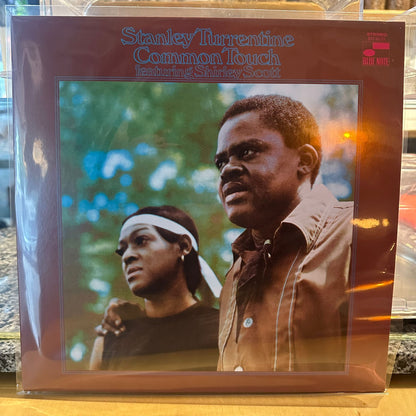 Stanley Turrentine
Common Touch
featuring Shirley Scott
BLUE NOTE